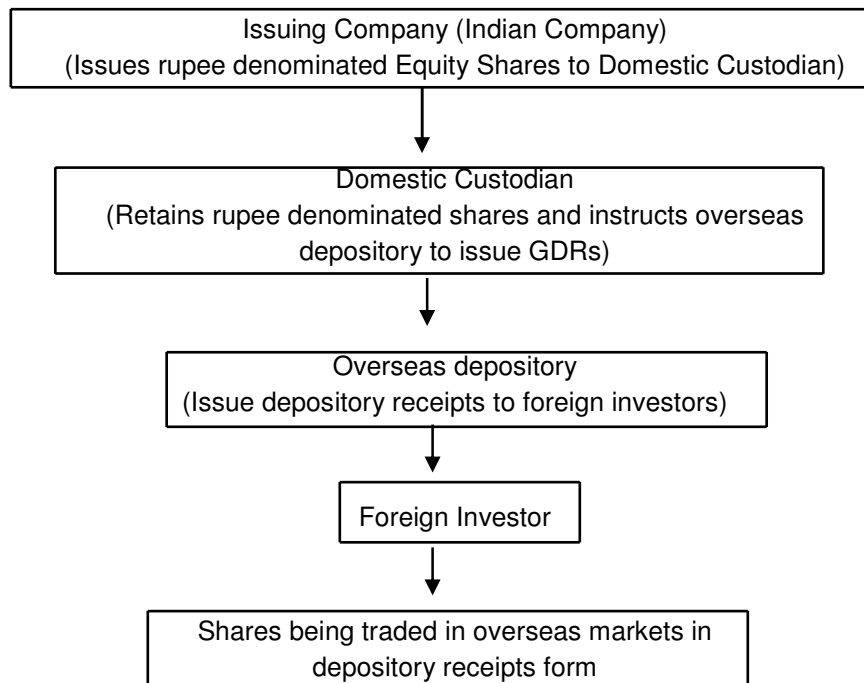 Issuing Company (Indian Company)
(Issues rupee denominated Equity Shares to Domestic Custodian)
Domestic Custodian
(Retains rupee denominated shares and instructs overseas
depository to issue GDRs)
Overseas depository
(Issue depository receipts to foreign investors)
Foreign Investor
Shares being traded in overseas markets in
depository receipts form